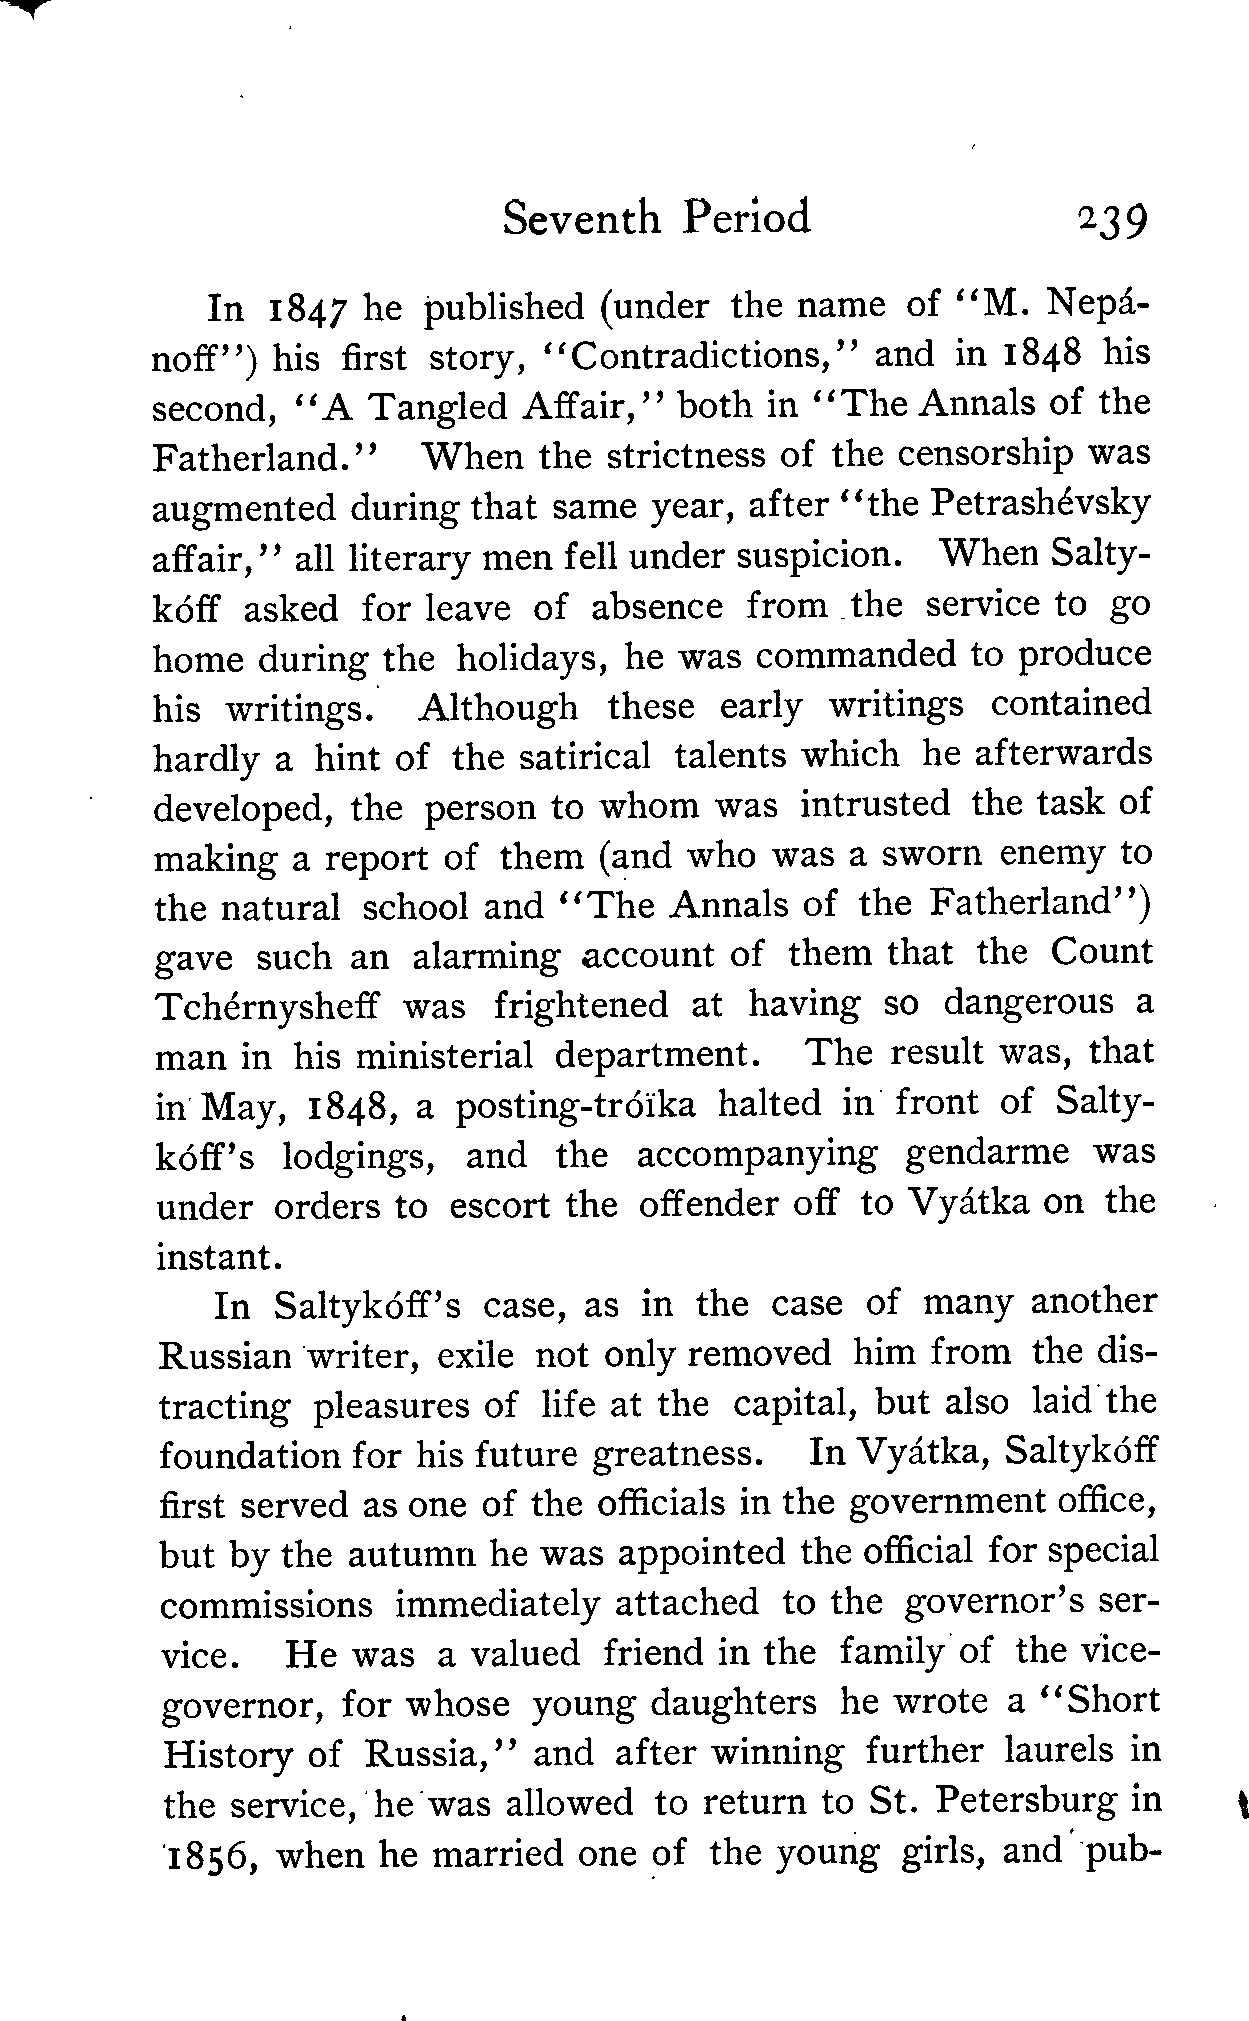 Seventh Period 239
In 1847 he published (under the name of "M. Nepá-
noff") his first story, "Contradictions," and in 1848 his
second, "A Tangled Affair," both in "The Annals of the
Fatherland." When the strictness of the censorship was
augmented during that same year, after "the Petrashévsky
affair," all literary men fell under suspicion. When Salty-
kóff asked for leave of absence from the service to go
home during the holidays, he was commanded to produce
his writings. Although these early writings contained
hardly a hint of the satirical talents which he afterwards
developed, the person to whom was intrusted the task of
making a report of them (and who was a sworn enemy to
the natural school and "The Annals of the Fatherland")
gave such an alarming account of them that the Count
Tchérnysheff was frightened at having so dangerous a
man in his ministerial department. The result was, that
in May, 1848, a posting-tróïka halted in front of Salty-
kóff's lodgings, and the accompanying gendarme was
under orders to escort the offender off to Vyátka on the
instant.
In Saltykóff's case, as in the case of many another
Russian writer, exile not only removed him from the dis-
tracting pleasures of life at the capital, but also laid the
foundation for his future greatness. In Vyátka, Saltykóff
first served as one of the officials in the government office,
but by the autumn he was appointed the official for special
commissions immediately attached to the governor's ser-
vice. He was a valued friend in the family of the vice-
governor, for whose young daughters he wrote a "Short
History of Russia," and after winning further laurels in
the service, he was allowed to return to St. Petersburg in
1856, when he married one of the young girls, and pub-